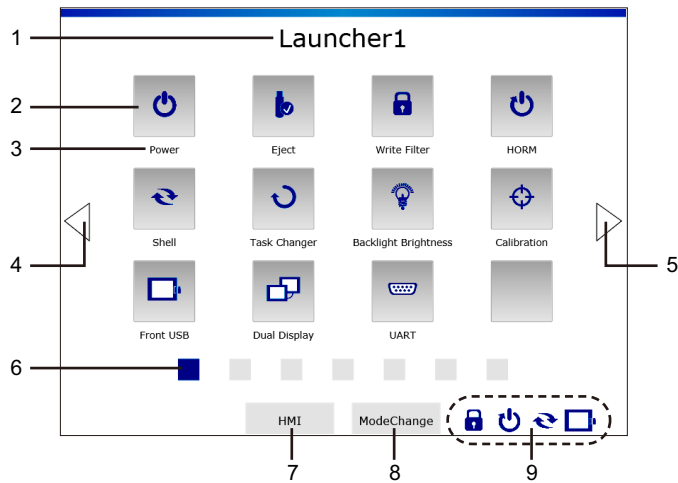 1
Launcher1
2
3
Power
Eject
Write Filter
HORM
4
5
Shell
Task Changer
Backlight Brightness
Calibration
Front USB
Dual Display
UART
6
HMI
ModeChange
7
8
9